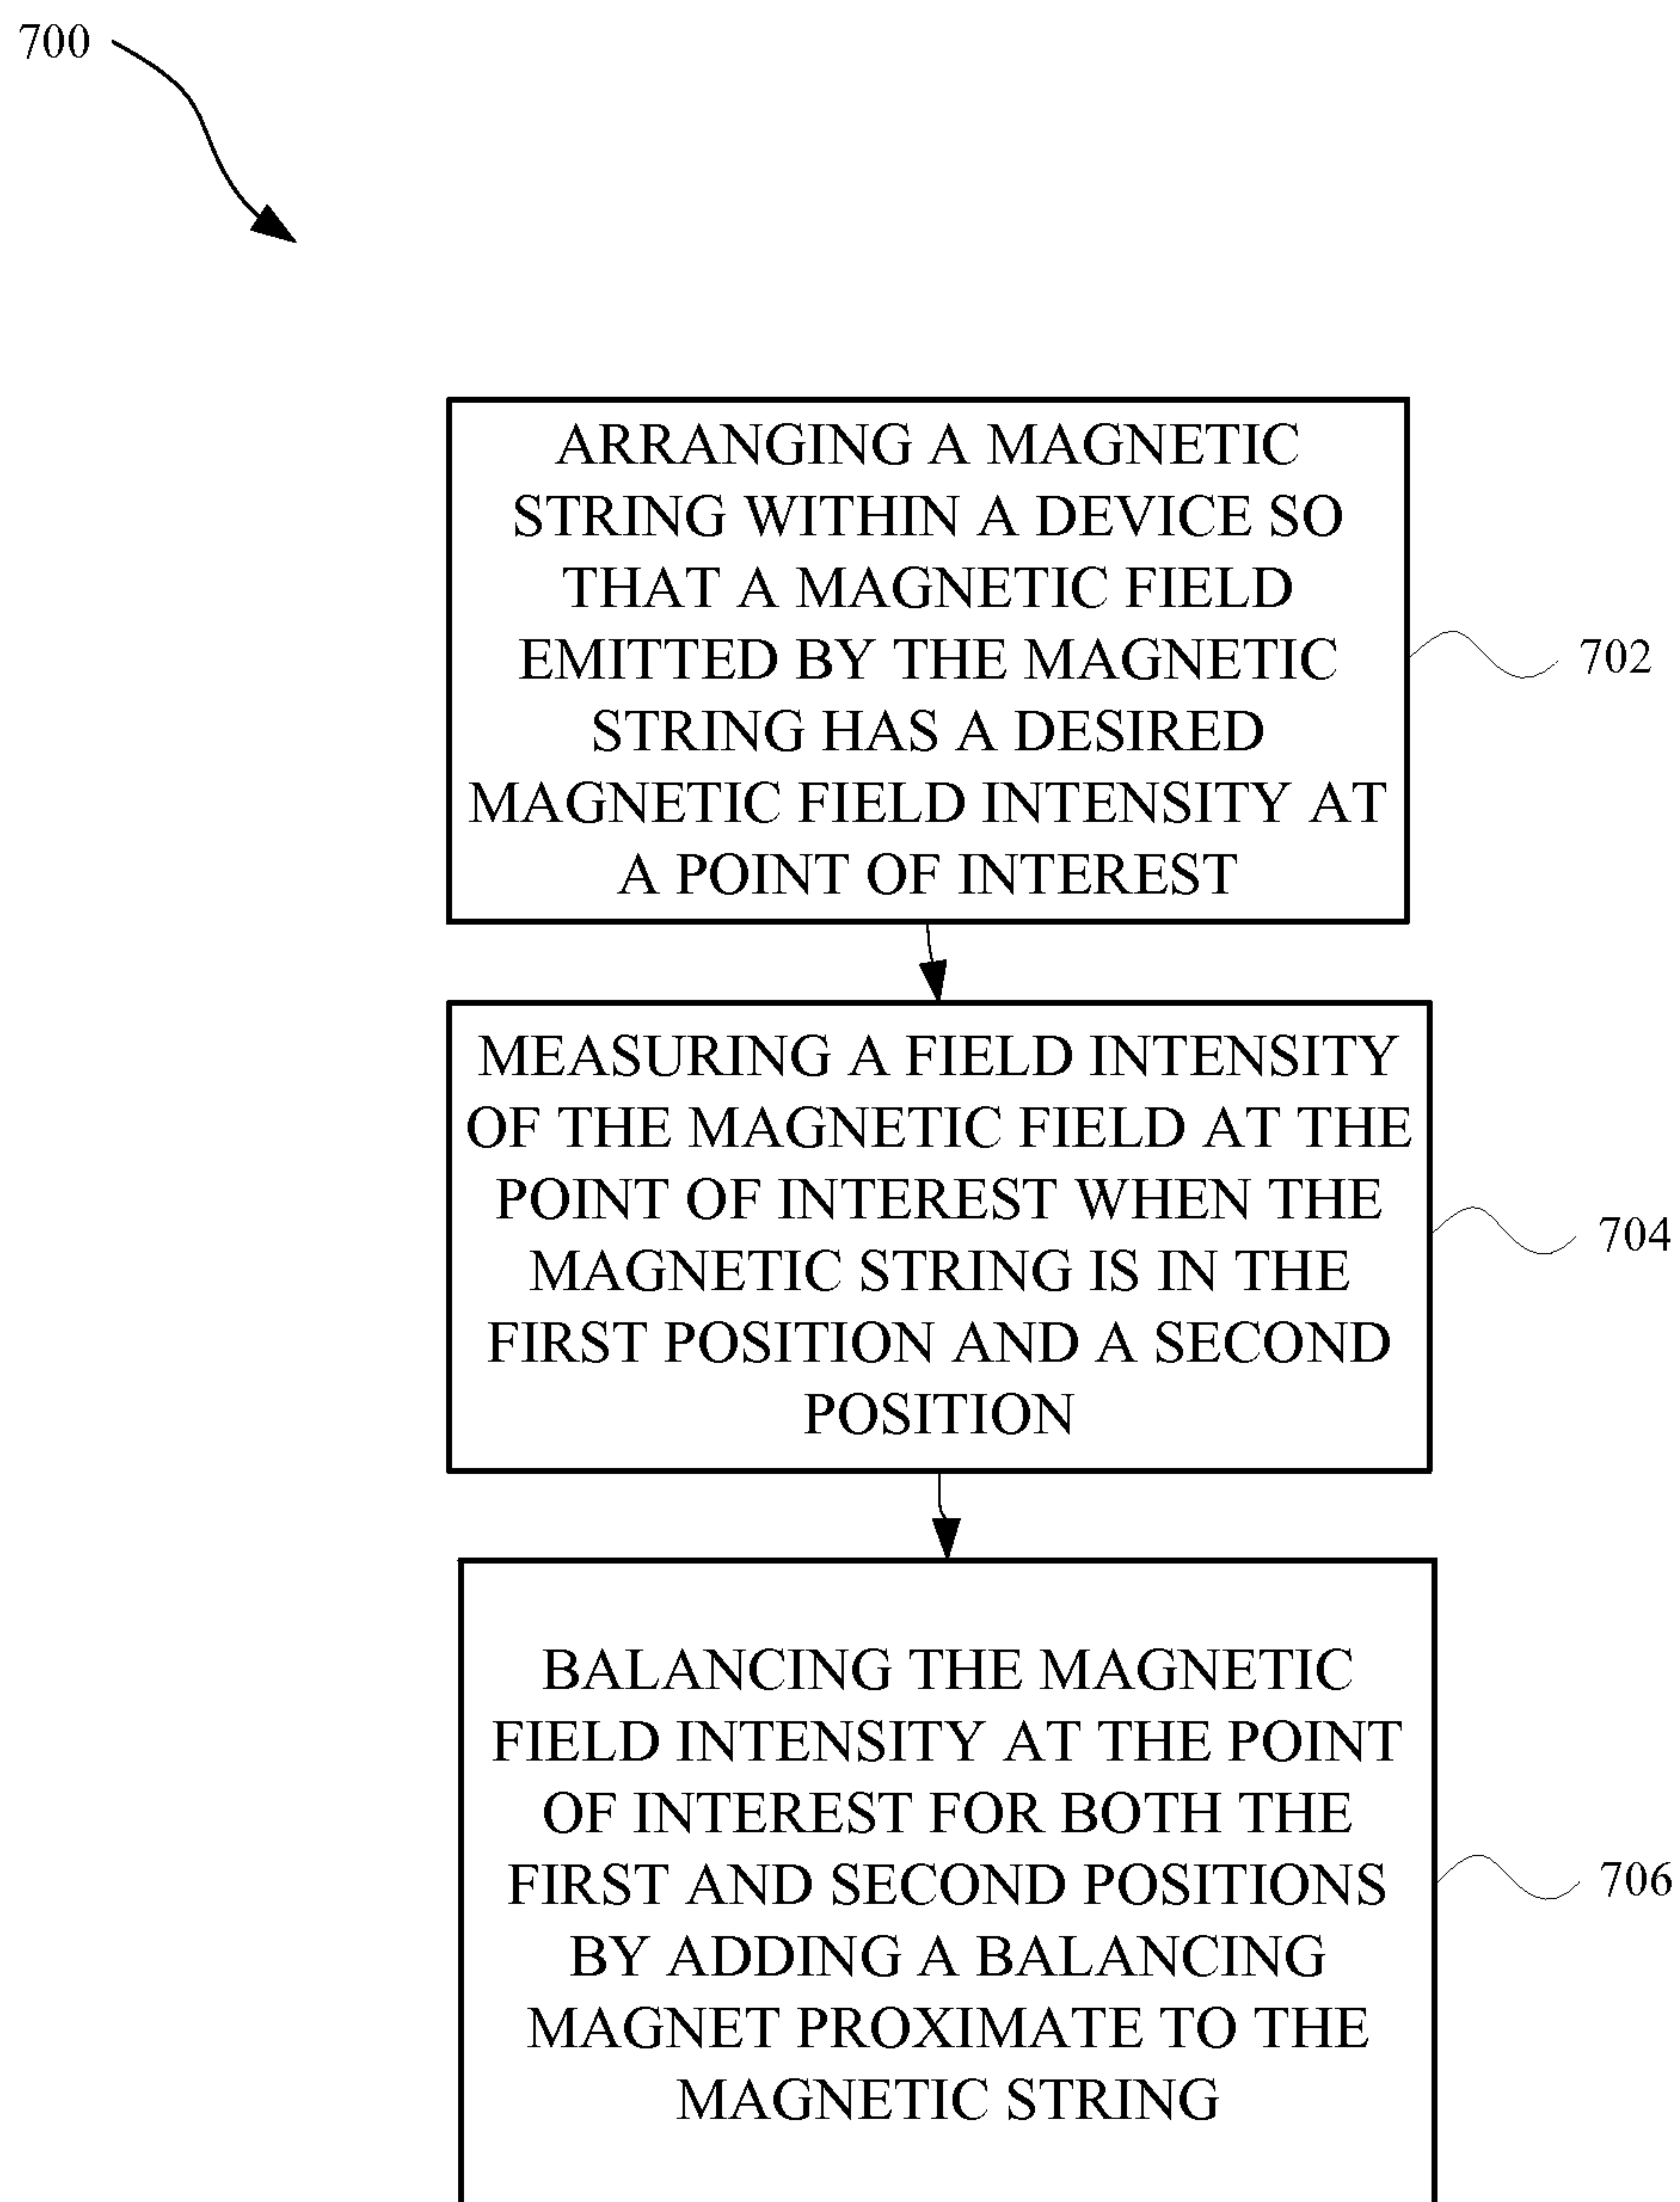 700
ARRANGING A MAGNETIC
STRING WITHIN A DEVICE SO
THAT A MAGNETIC FIELD
EMITTED BY THE MAGNETIC
STRING HAS A DESIRED
MAGNETIC FIELD INTENSITY AT
A POINT OF INTEREST
702
MEASURING A FIELD INTENSITY
OF THE MAGNETIC FIELD AT THE
POINT OF INTEREST WHEN THE
MAGNETIC STRING IS IN THE
FIRST POSITION AND A SECOND
POSITION
704
BALANCING THE MAGNETIC
FIELD INTENSITY AT THE POINT
OF INTEREST FOR BOTH THE
FIRST AND SECOND POSITIONS
BY ADDING A BALANCING
MAGNET PROXIMATE TO THE
MAGNETIC STRING
706